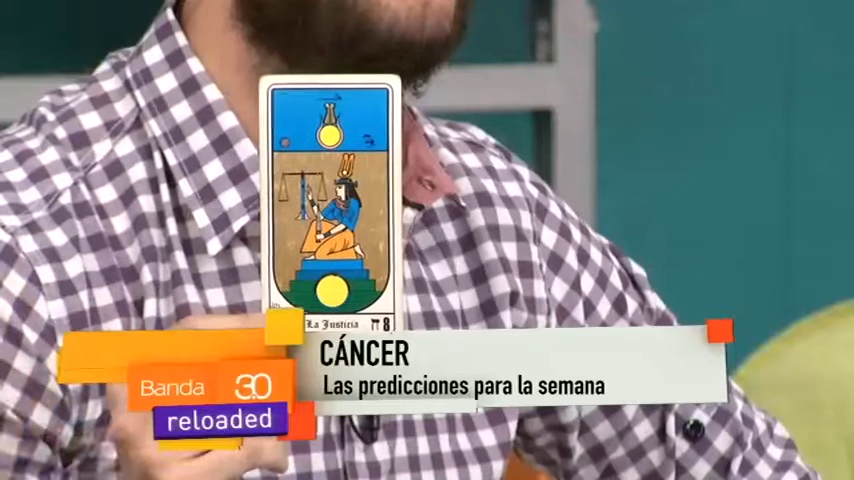 La Justicia 8
CÁNCER
Las predicciones para la semana
Banda 3.0
reloaded